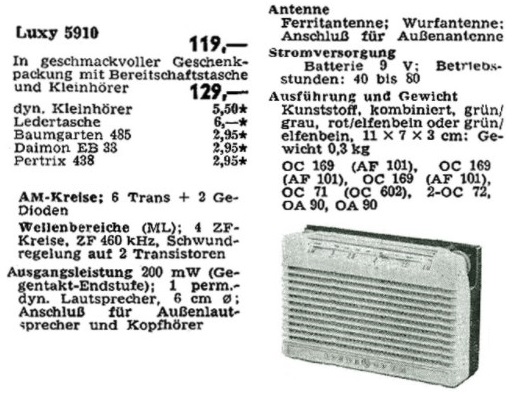 Luxy 5910
119,—
In geschmackvoller Geschenk-
packung mit Bereitschaftstasche
und Kleinhörer 129,—
dyn. Kleinhörer 5,50★
Ledertasche 6,—★
Baumgarten 485 2,95★
Daimon EB 33 2,95★
Pertrix 438 2,95★
AM-Kreise; 6 Trans + 2 Ge-
Dioden
Wellenbereiche (ML); 4 ZF-
Kreise, ZF 460 kHz, Schwund-
regelung auf 2 Transistoren
Ausgangsleistung 200 mW (Ge-
gentakt-Endstufe); 1 perm.-
dyn. Lautsprecher, 6 cm ø;
Anschluß für Außenlaut-
sprecher und Kopfhörer
Antenne
Ferritantenne; Wurfantenne;
Anschluß für Außenantenne
Stromversorgung
Batterie 9 V; Betriebs-
stunden: 40 bis 80
Ausführung und Gewicht
Kunststoff, kombiniert, grün/
grau, rot/elfenbein oder grün/
elfenbein, 11 × 7 × 3 cm: Ge-
wicht 0,3 kg
OC 169 (AF 101), OC 169
(AF 101), OC 169 (AF 101),
OC 71 (OC 602), 2-OC 72,
OA 90, OA 90